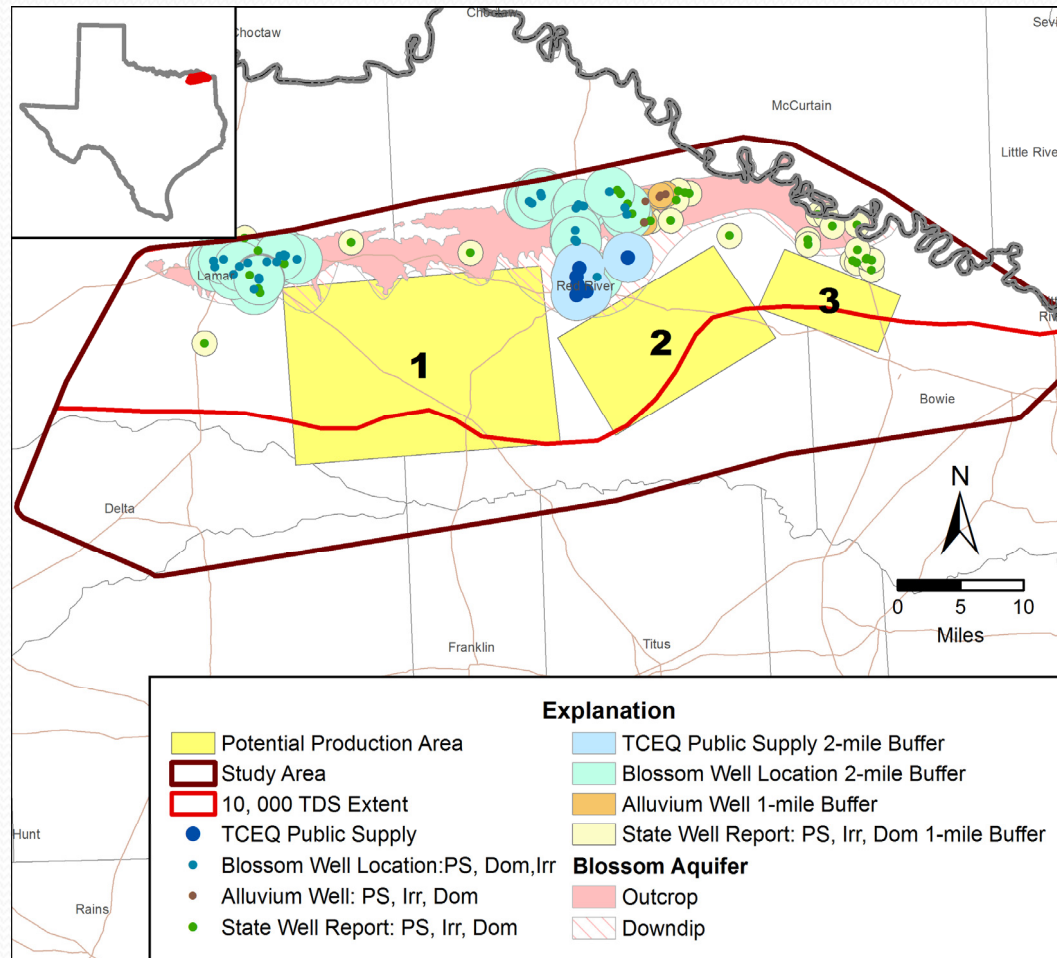 Choctaw
Choctaw
Sevi
McCurtain
Little River
Lamar
Red River
Rive
1
2
3
Bowie
Delta
N
0 5 10
Miles
Franklin
Titus
Hunt
Rains
Explanation
Potential Production Area
Study Area
10, 000 TDS Extent
TCEQ Public Supply
Blossom Well Location:PS, Dom,Irr
Alluvium Well: PS, Irr, Dom
State Well Report: PS, Irr, Dom
TCEQ Public Supply 2-mile Buffer
Blossom Well Location 2-mile Buffer
Alluvium Well 1-mile Buffer
State Well Report: PS, Irr, Dom 1-mile Buffer
Blossom Aquifer
Outcrop
Downdip